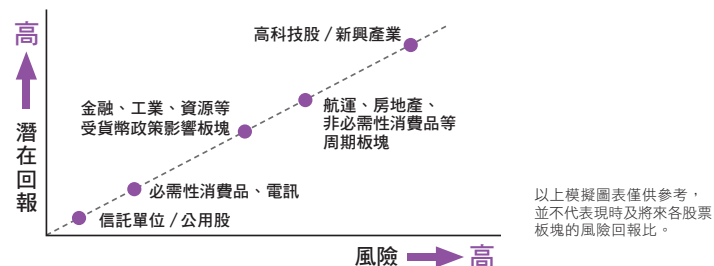 高
潛在回報
高科技股 / 新興產業
金融、工業、資源等
受貨幣政策影響板塊
航運、房地產、
非必需性消費品等
周期板塊
必需性消費品、電訊
信託單位 / 公用股
風險
高
以上模擬圖表僅供參考，
並不代表現時及將來各股票
板塊的風險回報比。